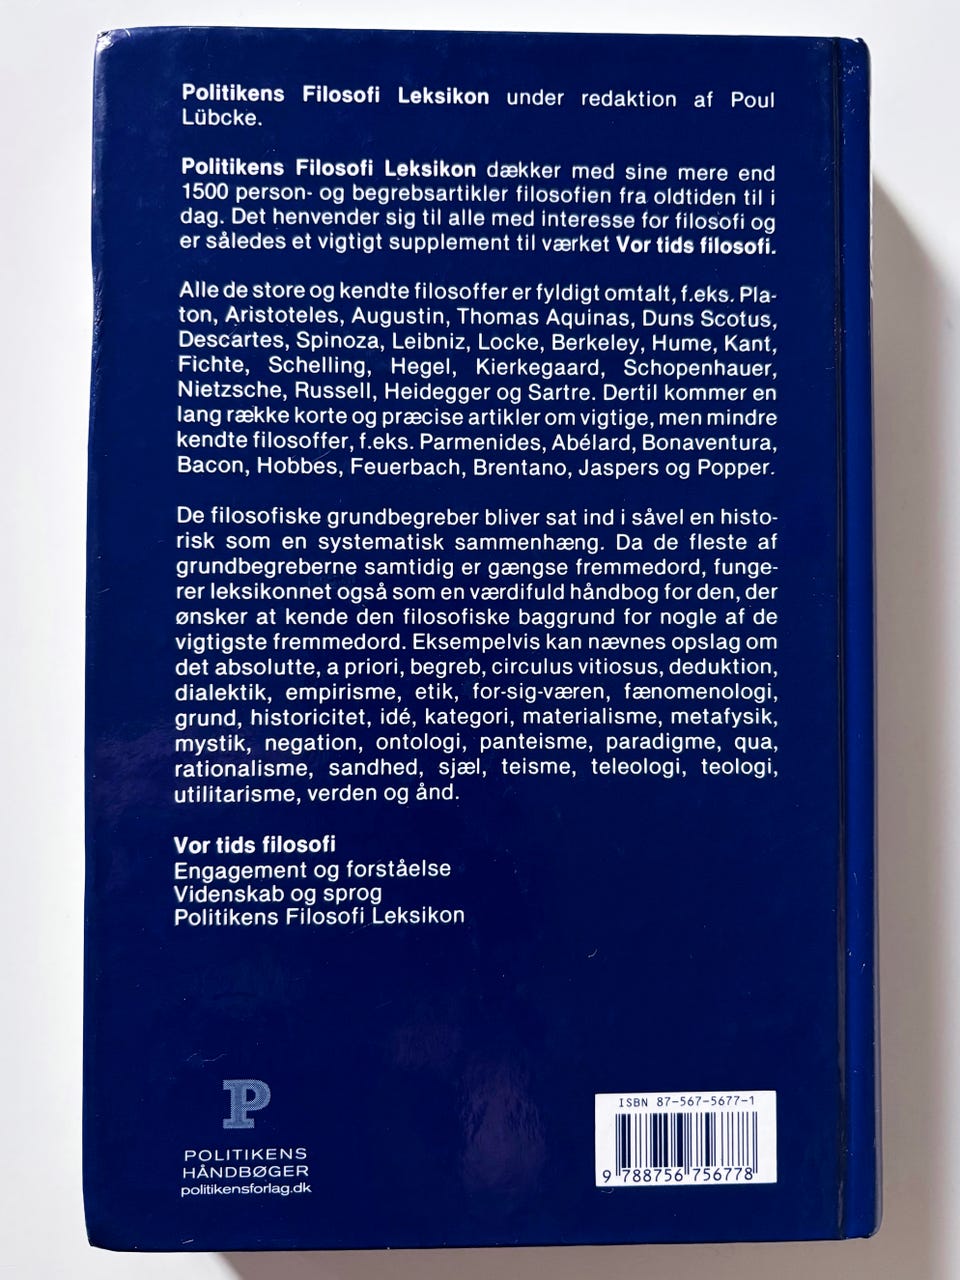 Politikens Filosofi Leksikon under redaktion af Poul
Lübcke.
Politikens Filosofi Leksikon dækker med sine mere end
1500 person- og begrebsartikler filosofien fra oldtiden til i
dag. Det henvender sig til alle med interesse for filosofi og
er således et vigtigt supplement til værket Vor tids filosofi.
Alle de store og kendte filosoffer er fyldigt omtalt, f.eks. Pla-
ton, Aristoteles, Augustin, Thomas Aquinas, Duns Scotus,
Descartes, Spinoza, Leibniz, Locke, Berkeley, Hume, Kant,
Fichte, Schelling, Hegel, Kierkegaard, Schopenhauer,
Nietzsche, Russell, Heidegger og Sartre. Dertil kommer en
lang række korte og præcise artikler om vigtige, men mindre
kendte filosoffer, f.eks. Parmenides, Abélard, Bonaventura,
Bacon, Hobbes, Feuerbach, Brentano, Jaspers og Popper.
De filosofiske grundbegreber bliver sat ind i såvel en histo-
risk som en systematisk sammenhæng. Da de fleste af
grundbegreberne samtidig er gængse fremmedord, funge-
rer leksikonnet også som en værdifuld håndbog for den, der
ønsker at kende den filosofiske baggrund for nogle af de
vigtigste fremmedord. Eksempelvis kan nævnes opslag om
det absolutte, a priori, begreb, circulus vitiosus, deduktion,
dialektik, empirisme, etik, for-sig-væren, fænomenologi,
grund, historicitet, idé, kategori, materialisme, metafysik,
mystik, negation, ontologi, panteisme, paradigme, qua,
rationalisme, sandhed, sjæl, teisme, teleologi, teologi,
utilitarisme, verden og ånd.
Vor tids filosofi
Engagement og forståelse
Videnskab og sprog
Politikens Filosofi Leksikon
P
POLITIKENS
HÅNDBØGER
politikensforlag.dk
ISBN 87-567-5677-1
9 788756 756778